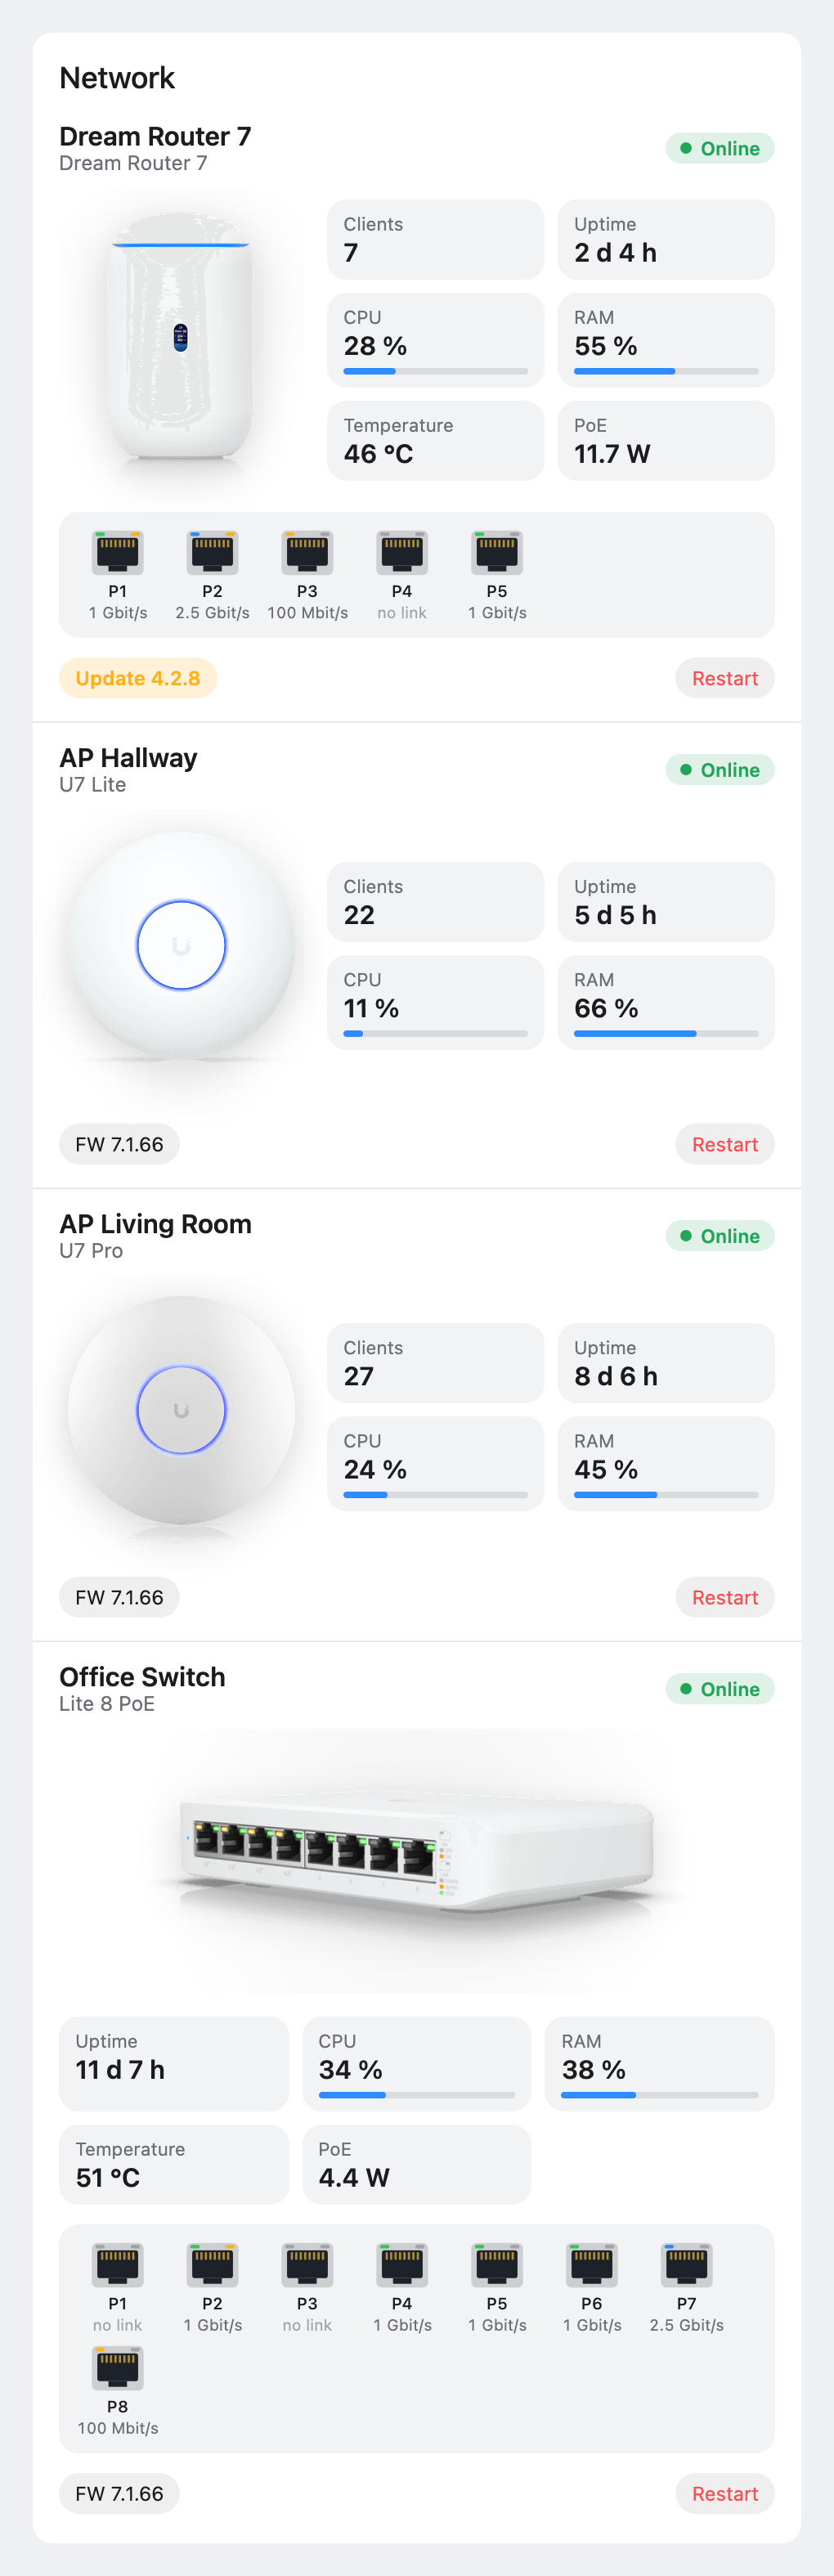 Network
Dream Router 7
Dream Router 7
Online
Clients
7
Uptime
2 d 4 h
CPU
28 %
RAM
55 %
Temperature
46 °C
PoE
11.7 W
P1
1 Gbit/s
P2
2.5 Gbit/s
P3
100 Mbit/s
P4
no link
P5
1 Gbit/s
Update 4.2.8
Restart
AP Hallway
U7 Lite
Online
Clients
22
Uptime
5 d 5 h
CPU
11 %
RAM
66 %
FW 7.1.66
Restart
AP Living Room
U7 Pro
Online
Clients
27
Uptime
8 d 6 h
CPU
24 %
RAM
45 %
FW 7.1.66
Restart
Office Switch
Lite 8 PoE
Online
Uptime
11 d 7 h
CPU
34 %
RAM
38 %
Temperature
51 °C
PoE
4.4 W
P1
no link
P2
1 Gbit/s
P3
no link
P4
1 Gbit/s
P5
1 Gbit/s
P6
1 Gbit/s
P7
2.5 Gbit/s
P8
100 Mbit/s
FW 7.1.66
Restart